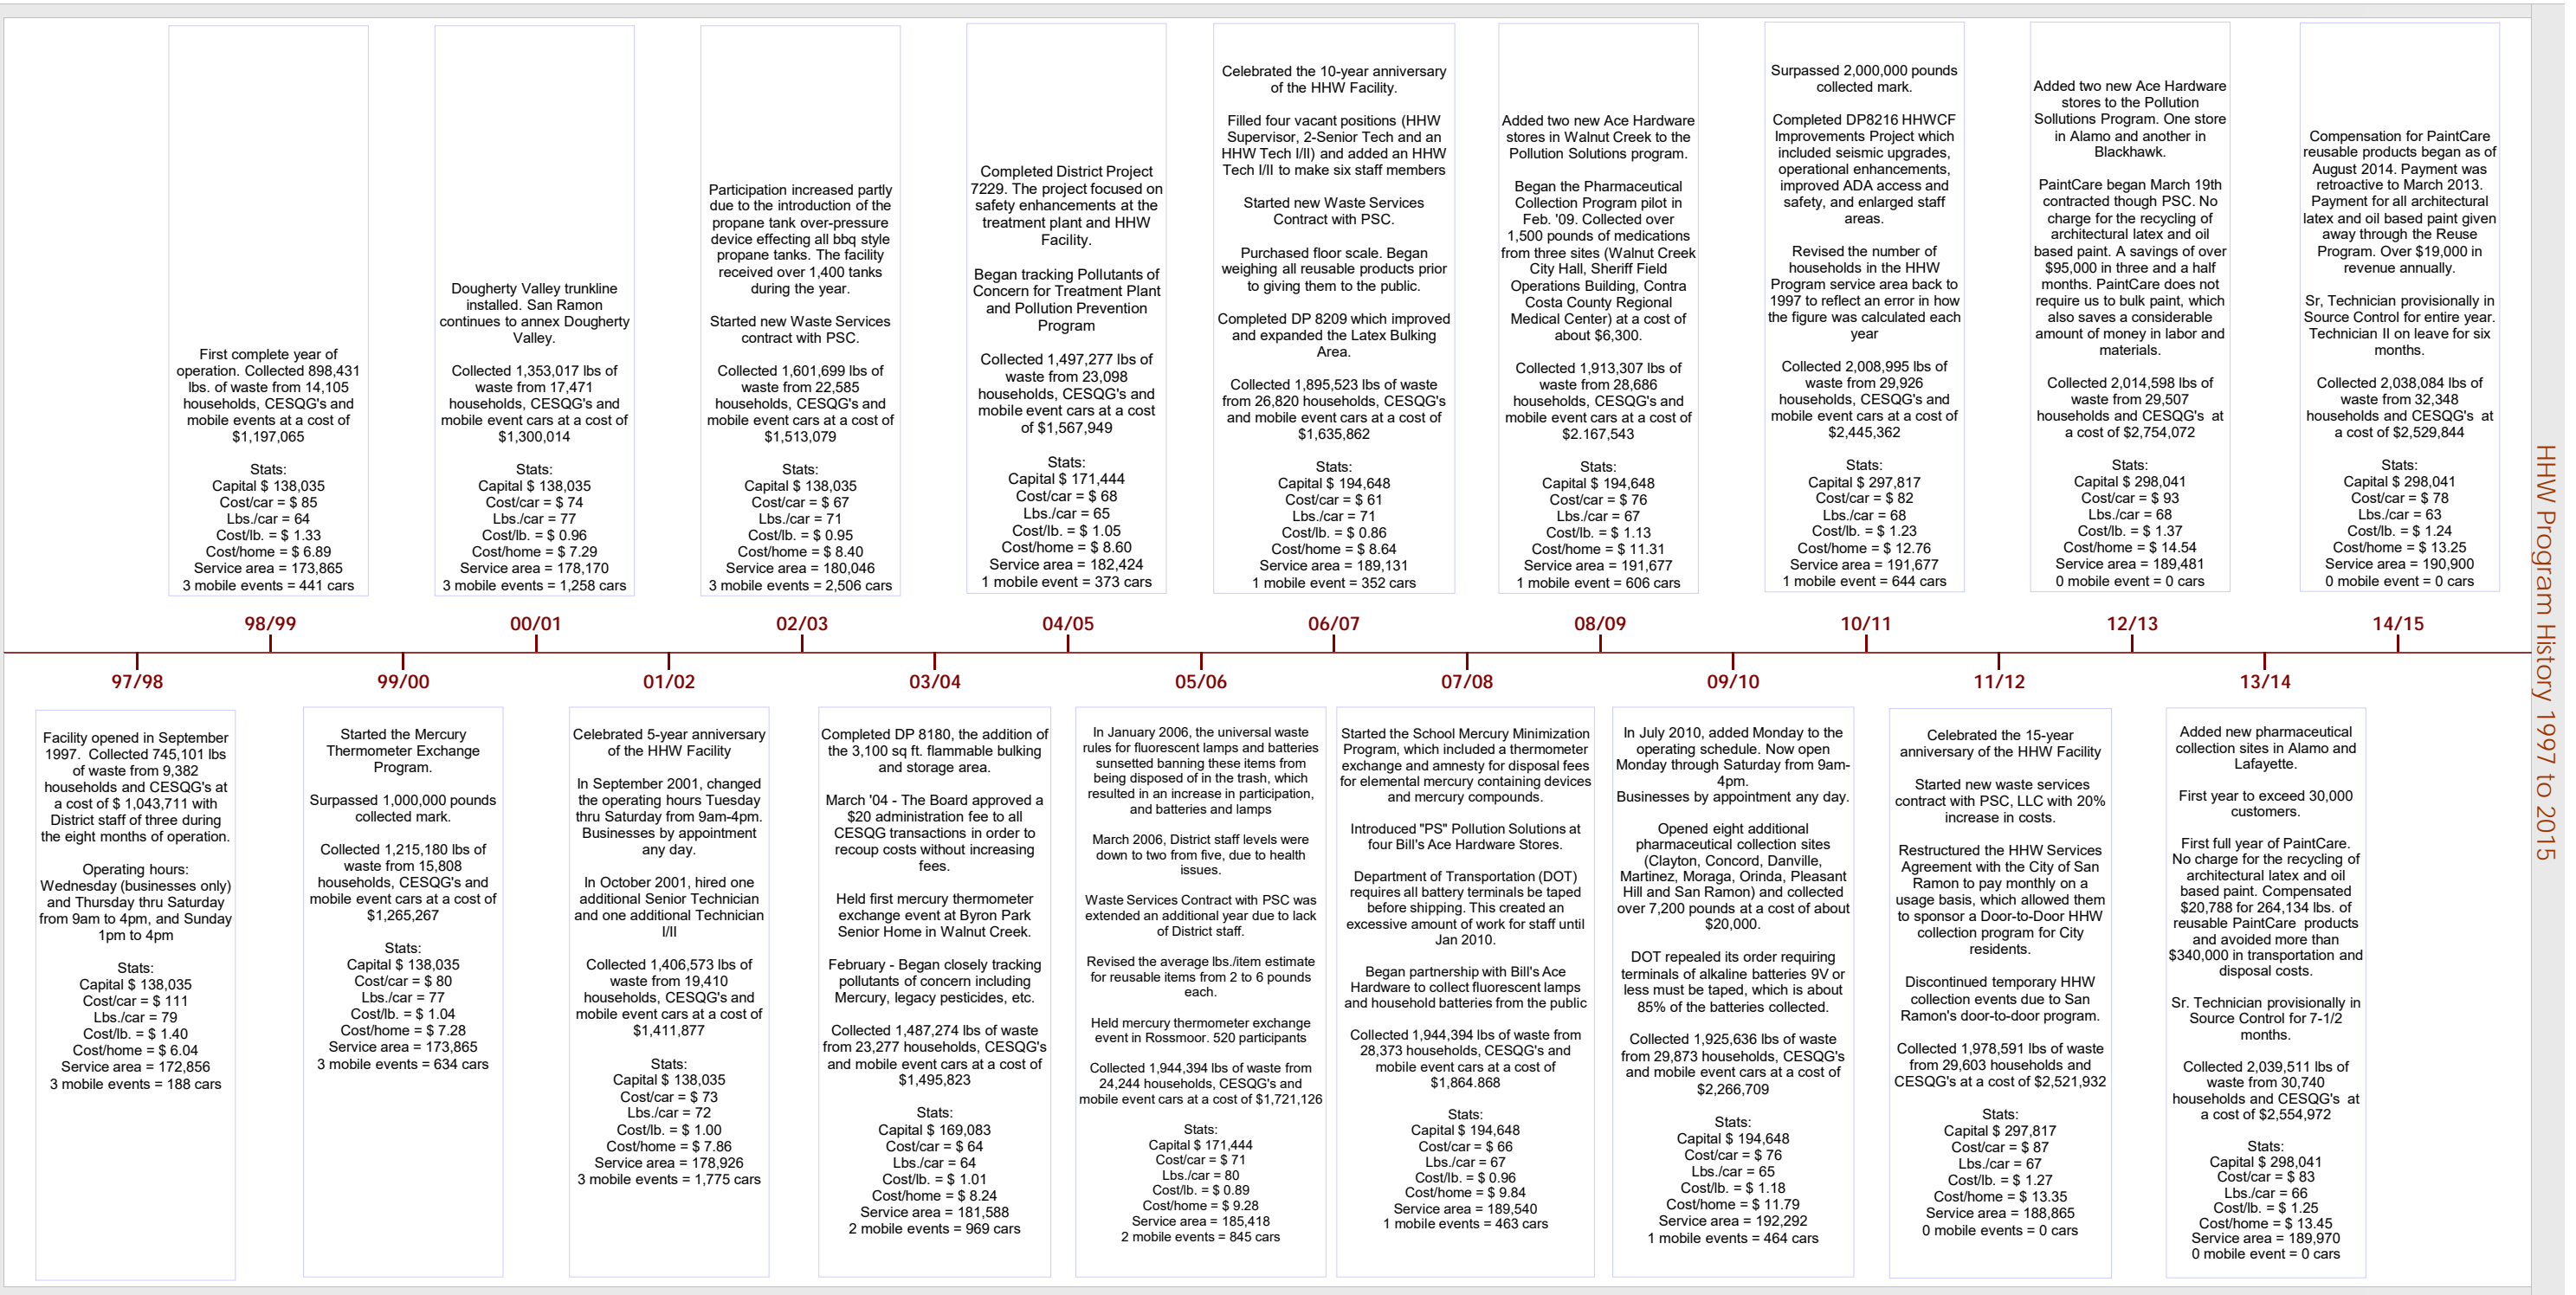 First complete year of
operation. Collected 898,431
lbs. of waste from 14,105
households, CESQG's and
mobile events at a cost of
$1,197,065
Stats:
Capital $ 138,035
Cost/car = $ 85
Lbs./car = 64
Cost/lb. = $ 1.33
Cost/home = $ 6.89
Service area = 173,865
3 mobile events = 441 cars
Dougherty Valley trunkline
installed. San Ramon
continues to annex Dougherty
Valley.
Collected 1,353,017 lbs of
waste from 17,471
households, CESQG's and
mobile event cars at a cost of
$1,300,014
Stats:
Capital $ 138,035
Cost/car = $ 74
Lbs./car = 77
Cost/lb. = $ 0.96
Cost/home = $ 7.29
Service area = 178,170
3 mobile events = 1,258 cars
Participation increased partly
due to the introduction of the
propane tank over-pressure
device effecting all bbq style
propane tanks. The facility
received over 1,400 tanks
during the year.
Started new Waste Services
contract with PSC.
Collected 1,601,699 lbs of
waste from 22,585
households, CESQG's and
mobile event cars at a cost of
$1,513,079
Stats:
Capital $ 138,035
Cost/car = $ 67
Lbs./car = 71
Cost/lb. = $ 0.95
Cost/home = $ 8.40
Service area = 180,046
3 mobile events = 2,506 cars
Completed District Project
7229. The project focused on
safety enhancements at the
treatment plant and HHW
Facility.
Began tracking Pollutants of
Concern for Treatment Plant
and Pollution Prevention
Program
Collected 1,497,277 lbs of
waste from 23,098
households, CESQG's and
mobile event cars at a cost
of $1,567,949
Stats:
Capital $ 171,444
Cost/car = $ 68
Lbs./car = 65
Cost/lb. = $ 1.05
Cost/home = $ 8.60
Service area = 182,424
1 mobile event = 373 cars
Celebrated the 10-year anniversary
of the HHW Facility.
Filled four vacant positions (HHW
Supervisor, 2-Senior Tech and an
HHW Tech I/II) and added an HHW
Tech I/II to make six staff members
Started new Waste Services
Contract with PSC.
Purchased floor scale. Began
weighing all reusable products prior
to giving them to the public.
Completed DP 8209 which improved
and expanded the Latex Bulking
Area.
Collected 1,895,523 lbs of waste
from 26,820 households, CESQG's
and mobile event cars at a cost of
$1,635,862
Stats:
Capital $ 194,648
Cost/car = $ 61
Lbs./car = 71
Cost/lb. = $ 0.86
Cost/home = $ 8.64
Service area = 189,131
1 mobile event = 352 cars
Added two new Ace Hardware
stores in Walnut Creek to the
Pollution Solutions program.
Began the Pharmaceutical
Collection Program pilot in
Feb. '09. Collected over
1,500 pounds of medications
from three sites (Walnut Creek
City Hall, Sheriff Field
Operations Building, Contra
Costa County Regional
Medical Center) at a cost of
about $6,300.
Collected 1,913,307 lbs of
waste from 28,686
households, CESQG's and
mobile event cars at a cost of
$2.167,543
Stats:
Capital $ 194,648
Cost/car = $ 76
Lbs./car = 67
Cost/lb. = $ 1.13
Cost/home = $ 11.31
Service area = 191,677
1 mobile event = 606 cars
Surpassed 2,000,000 pounds
collected mark.
Completed DP8216 HHWCF
Improvements Project which
included seismic upgrades,
operational enhancements,
improved ADA access and
safety, and enlarged staff
areas.
Revised the number of
households in the HHW
Program service area back to
1997 to reflect an error in how
the figure was calculated each
year
Collected 2,008,995 lbs of
waste from 29,926
households, CESQG's and
mobile event cars at a cost of
$2,445,362
Stats:
Capital $ 297,817
Cost/car = $ 82
Lbs./car = 68
Cost/lb. = $ 1.23
Cost/home = $ 12.76
Service area = 191,677
1 mobile event = 644 cars
Added two new Ace Hardware
stores to the Pollution
Sollutions Program. One store
in Alamo and another in
Blackhawk.
PaintCare began March 19th
contracted though PSC. No
charge for the recycling of
architectural latex and oil
based paint. A savings of over
$95,000 in three and a half
months. PaintCare does not
require us to bulk paint, which
also saves a considerable
amount of money in labor and
materials.
Collected 2,014,598 lbs of
waste from 29,507
households and CESQG's at
a cost of $2,754,072
Stats:
Capital $ 298,041
Cost/car = $ 93
Lbs./car = 68
Cost/lb. = $ 1.37
Cost/home = $ 14.54
Service area = 189,481
0 mobile event = 0 cars
Compensation for PaintCare
reusable products began as of
August 2014. Payment was
retroactive to March 2013.
Payment for all architectural
latex and oil based paint given
away through the Reuse
Program. Over $19,000 in
revenue annually.
Sr, Technician provisionally in
Source Control for entire year.
Technician II on leave for six
months.
Collected 2,038,084 lbs of
waste from 32,348
households and CESQG's at
a cost of $2,529,844
Stats:
Capital $ 298,041
Cost/car = $ 78
Lbs./car = 63
Cost/lb. = $ 1.24
Cost/home = $ 13.25
Service area = 190,900
0 mobile event = 0 cars
98/99 00/01 02/03 04/05 06/07 08/09 10/11 12/13 14/15
97/98 99/00 01/02 03/04 05/06 07/08 09/10 11/12 13/14
Facility opened in September
1997. Collected 745,101 lbs
of waste from 9,382
households and CESQG's at
a cost of $ 1,043,711 with
District staff of three during
the eight months of operation.
Operating hours:
Wednesday (businesses only)
and Thursday thru Saturday
from 9am to 4pm, and Sunday
1pm to 4pm
Stats:
Capital $ 138,035
Cost/car = $ 111
Lbs./car = 79
Cost/lb. = $ 1.40
Cost/home = $ 6.04
Service area = 172,856
3 mobile events = 188 cars
Started the Mercury
Thermometer Exchange
Program.
Surpassed 1,000,000 pounds
collected mark.
Collected 1,215,180 lbs of
waste from 15,808
households, CESQG's and
mobile event cars at a cost of
$1,265,267
Stats:
Capital $ 138,035
Cost/car = $ 80
Lbs./car = 77
Cost/lb. = $ 1.04
Cost/home = $ 7.28
Service area = 173,865
3 mobile events = 634 cars
Celebrated 5-year anniversary
of the HHW Facility
In September 2001, changed
the operating hours Tuesday
thru Saturday from 9am-4pm.
Businesses by appointment
any day.
In October 2001, hired one
additional Senior Technician
and one additional Technician
I/II
Collected 1,406,573 lbs of
waste from 19,410
households, CESQG's and
mobile event cars at a cost of
$1,411,877
Stats:
Capital $ 138,035
Cost/car = $ 73
Lbs./car = 72
Cost/lb. = $ 1.00
Cost/home = $ 7.86
Service area = 178,926
3 mobile events = 1,775 cars
Completed DP 8180, the addition of
the 3,100 sq ft. flammable bulking
and storage area.
March '04 - The Board approved a
$20 administration fee to all
CESQG transactions in order to
recoup costs without increasing
fees.
Held first mercury thermometer
exchange event at Byron Park
Senior Home in Walnut Creek.
February - Began closely tracking
pollutants of concern including
Mercury, legacy pesticides, etc.
Collected 1,487,274 lbs of waste
from 23,277 households, CESQG's
and mobile event cars at a cost of
$1,495,823
Stats:
Capital $ 169,083
Cost/car = $ 64
Lbs./car = 64
Cost/lb. = $ 1.01
Cost/home = $ 8.24
Service area = 181,588
2 mobile events = 969 cars
In January 2006, the universal waste
rules for fluorescent lamps and batteries
sunsetted banning these items from
being disposed of in the trash, which
resulted in an increase in participation,
and batteries and lamps
March 2006, District staff levels were
down to two from five, due to health
issues.
Waste Services Contract with PSC was
extended an additional year due to lack
of District staff.
Revised the average lbs./item estimate
for reusable items from 2 to 6 pounds
each.
Held mercury thermometer exchange
event in Rossmoor. 520 participants
Collected 1,944,394 lbs of waste from
24,244 households, CESQG's and
mobile event cars at a cost of $1,721,126
Stats:
Capital $ 171,444
Cost/car = $ 71
Lbs./car = 80
Cost/lb. = $ 0.89
Cost/home = $ 9.28
Service area = 185,418
2 mobile events = 845 cars
Started the School Mercury Minimization
Program, which included a thermometer
exchange and amnesty for disposal fees
for elemental mercury containing devices
and mercury compounds.
Introduced "PS" Pollution Solutions at
four Bill's Ace Hardware Stores.
Department of Transportation (DOT)
requires all battery terminals be taped
before shipping. This created an
excessive amount of work for staff until
Jan 2010.
Began partnership with Bill's Ace
Hardware to collect fluorescent lamps
and household batteries from the public
Collected 1,944,394 lbs of waste from
28,373 households, CESQG's and
mobile event cars at a cost of
$1,864.868
Stats:
Capital $ 194,648
Cost/car = $ 66
Lbs./car = 67
Cost/lb. = $ 0.96
Cost/home = $ 9.84
Service area = 189,540
1 mobile events = 463 cars
In July 2010, added Monday to the
operating schedule. Now open
Monday through Saturday from 9am-
4pm.
Businesses by appointment any day.
Opened eight additional
pharmaceutical collection sites
(Clayton, Concord, Danville,
Martinez, Moraga, Orinda, Pleasant
Hill and San Ramon) and collected
over 7,200 pounds at a cost of about
$20,000.
DOT repealed its order requiring
terminals of alkaline batteries 9V or
less must be taped, which is about
85% of the batteries collected.
Collected 1,925,636 lbs of waste
from 29,873 households, CESQG's
and mobile event cars at a cost of
$2,266,709
Stats:
Capital $ 194,648
Cost/car = $ 76
Lbs./car = 65
Cost/lb. = $ 1.18
Cost/home = $ 11.79
Service area = 192,292
1 mobile event = 464 cars
Celebrated the 15-year
anniversary of the HHW Facility
Started new waste services
contract with PSC, LLC with 20%
increase in costs.
Restructured the HHW Services
Agreement with the City of San
Ramon to pay monthly on a
usage basis, which allowed them
to sponsor a Door-to-Door HHW
collection program for City
residents.
Discontinued temporary HHW
collection events due to San
Ramon's door-to-door program.
Collected 1,978,591 lbs of waste
from 29,603 households and
CESQG's at a cost of $2,521,932
Stats:
Capital $ 297,817
Cost/car = $ 87
Lbs./car = 67
Cost/lb. = $ 1.27
Cost/home = $ 13.35
Service area = 188,865
0 mobile events = 0 cars
Added new pharmaceutical
collection sites in Alamo and
Lafayette.
First year to exceed 30,000
customers.
First full year of PaintCare.
No charge for the recycling of
architectural latex and oil
based paint. Compensated
$20,788 for 264,134 lbs. of
reusable PaintCare products
and avoided more than
$340,000 in transportation and
disposal costs.
Sr. Technician provisionally in
Source Control for 7-1/2
months.
Collected 2,039,511 lbs of
waste from 30,740
households and CESQG's at
a cost of $2,554,972
Stats:
Capital $ 298,041
Cost/car = $ 83
Lbs./car = 66
Cost/lb. = $ 1.25
Cost/home = $ 13.45
Service area = 189,970
0 mobile event = 0 cars
HHW Program History 1997 to 2015